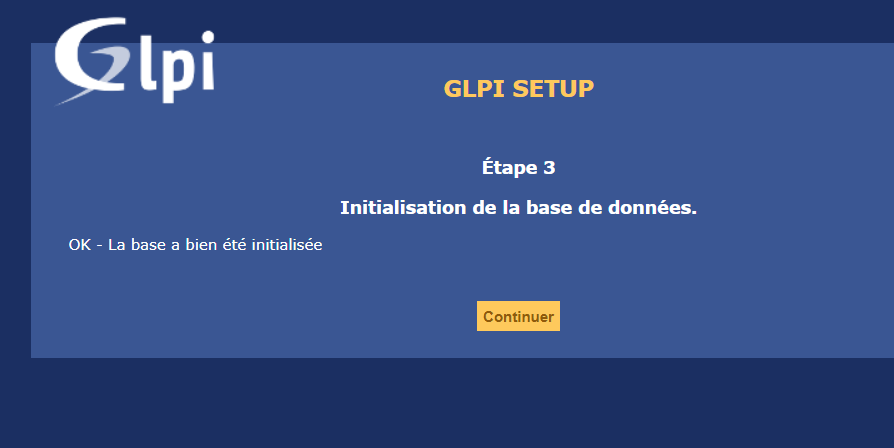 Glpi
GLPI SETUP
Étape 3
Initialisation de la base de données.
OK - La base a bien été initialisée
Continuer